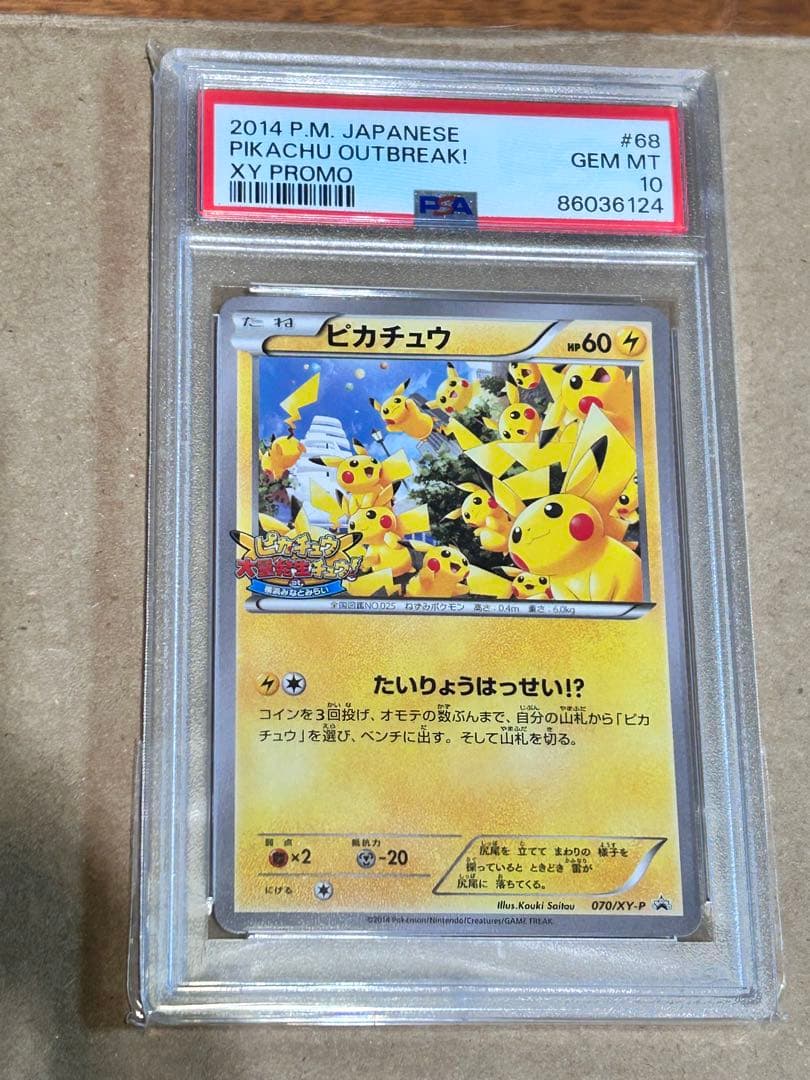 2014 P.M. JAPANESE #68
PIKACHU OUTBREAK! GEM MT
XY PROMO 10
PSA 86036124
たね ピカチュウ HP60
ピカチュウ
大量発生チュウ!
at
横浜みなとみらい
全国図鑑NO.025 ねずみポケモン 高さ:0.4m 重さ:6.0kg
たいりょうはっせい!?
コインを3回投げ、オモテの数ぶんまで、自分の山札から「ピカ
チュウ」を選び、ベンチに出す。そして山札を切る。
弱点 抵抗力
×2 -20
にげる
尻尾を 立てて まわりの 様子を
探っていると ときどき 雷が
尻尾に 落ちてくる。
Illus.Kouki Saitou 070/XY-P
©2014 Pokémon/Nintendo/Creatures/GAME FREAK.